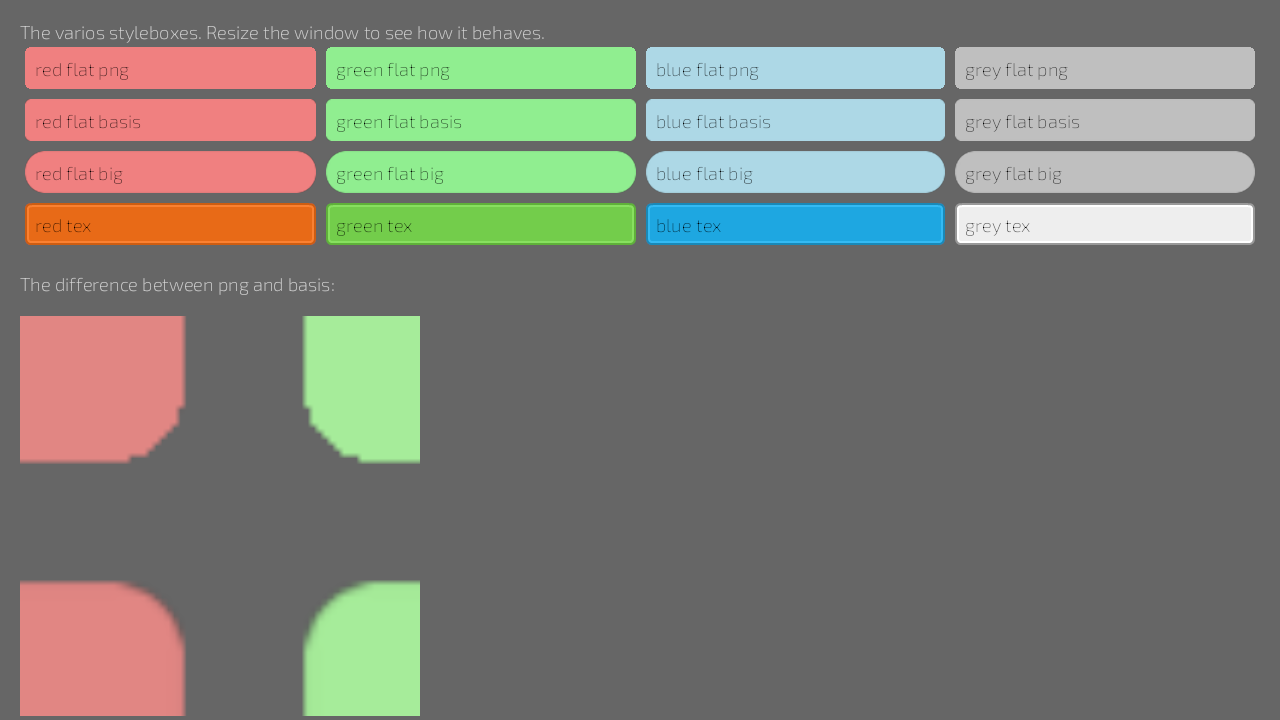 The varios styleboxes. Resize the window to see how it behaves.
red flat png green flat png blue flat png grey flat png
red flat basis green flat basis blue flat basis grey flat basis
red flat big green flat big blue flat big grey flat big
red tex green tex blue tex grey tex
The difference between png and basis: